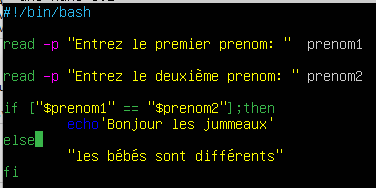 #!/bin/bash
read -p "Entrez le premier prenom: "  prenom1
read -p "Entrez le deuxième prenom: " prenom2
if ["$prenom1" == "$prenom2"];then
echo'Bonjour les jummeaux'
else
"les bébés sont différents"
fi